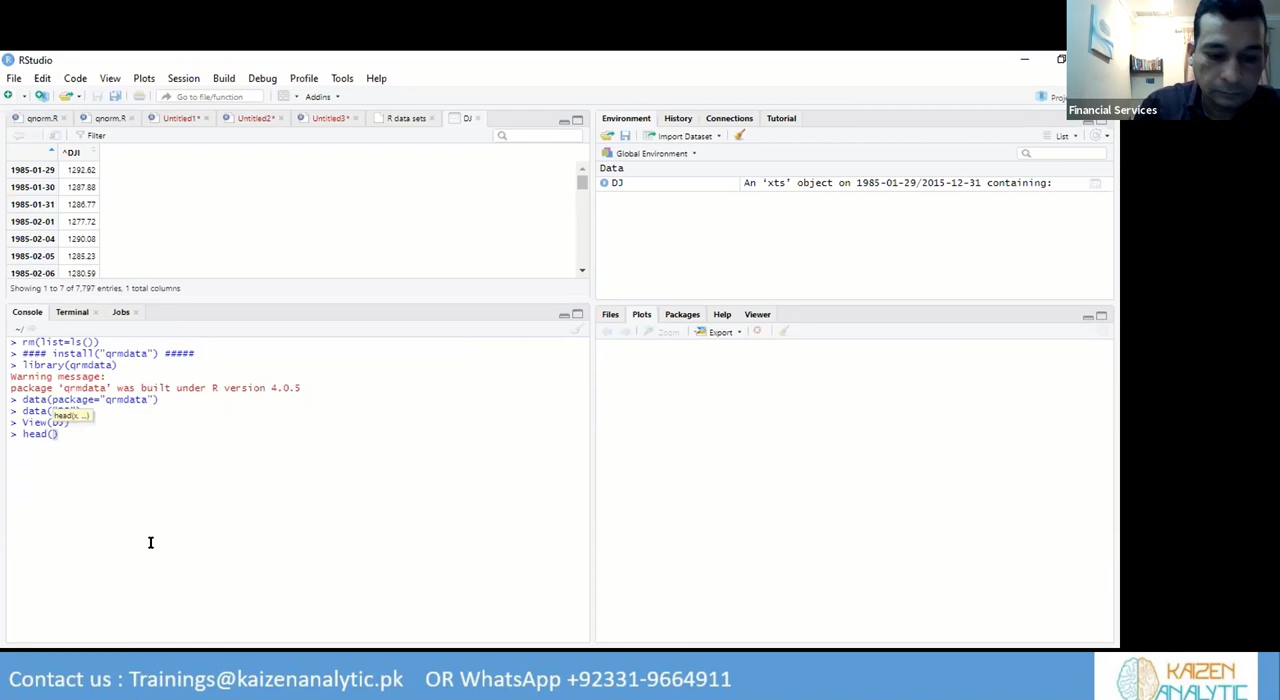 RStudio
File Edit Code View Plots Session Build Debug Profile Tools Help
Go to file/function Addins
Financial Services
qnorm.R qnorm.R Untitled1* Untitled2* Untitled3* R data sets DJ
Filter
^DJI
1985-01-29 1292.62
1985-01-30 1287.88
1985-01-31 1286.77
1985-02-01 1277.72
1985-02-04 1290.08
1985-02-05 1285.23
1985-02-06 1280.59
Showing 1 to 7 of 7,797 entries, 1 total columns
Environment History Connections Tutorial
Import Dataset List
Global Environment
Data
DJ An ‘xts’ object on 1985-01-29/2015-12-31 containing:
Console Terminal Jobs
~/
> rm(list=ls())
> #### install("qrmdata") #####
> library(qrmdata)
Warning message:
package ‘qrmdata’ was built under R version 4.0.5
> data(package="qrmdata")
> data(
head(x, ...)
> View(DJ)
> head()
Files Plots Packages Help Viewer
Zoom Export
Contact us : Trainings@kaizenanalytic.pk OR WhatsApp +92331-9664911
KAIZEN
ANALYTIC